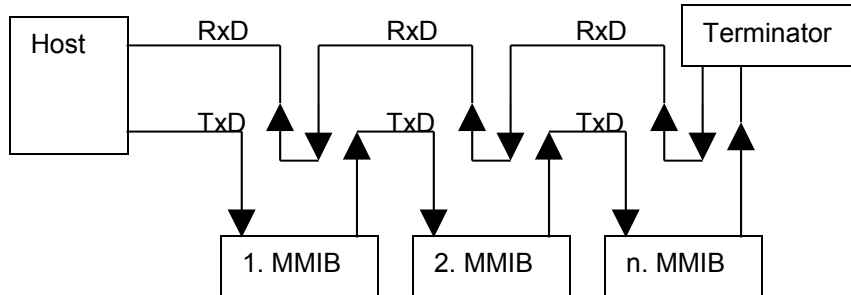 Host
RxD
RxD
RxD
Terminator
TxD
TxD
TxD
1. MMIB
2. MMIB
n. MMIB